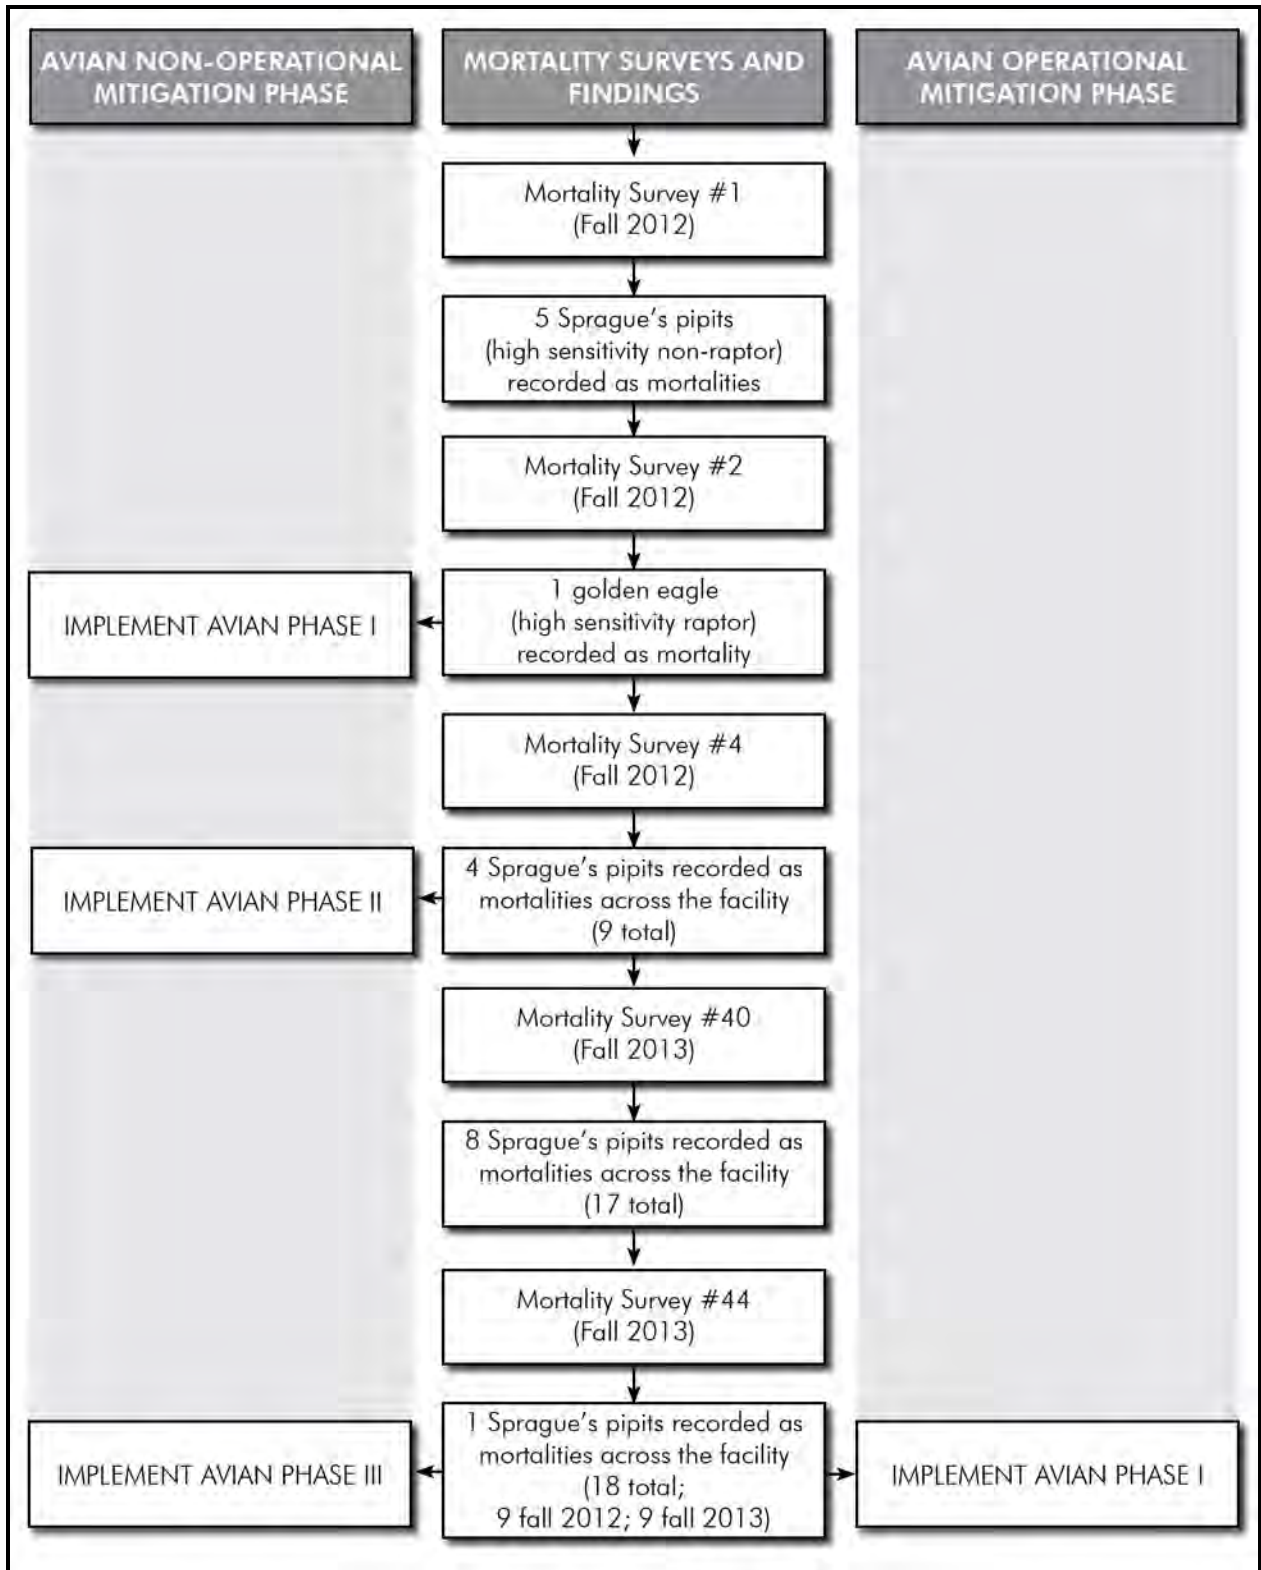 AVIAN NON-OPERATIONAL
MITIGATION PHASE
MORTALITY SURVEYS AND
FINDINGS
AVIAN OPERATIONAL
MITIGATION PHASE
Mortality Survey #1
(Fall 2012)
5 Sprague's pipits
(high sensitivity non-raptor)
recorded as mortalities
Mortality Survey #2
(Fall 2012)
IMPLEMENT AVIAN PHASE I
1 golden eagle
(high sensitivity raptor)
recorded as mortality
Mortality Survey #4
(Fall 2012)
IMPLEMENT AVIAN PHASE II
4 Sprague's pipits recorded as
mortalities across the facility
(9 total)
Mortality Survey #40
(Fall 2013)
8 Sprague's pipits recorded as
mortalities across the facility
(17 total)
Mortality Survey #44
(Fall 2013)
IMPLEMENT AVIAN PHASE III
1 Sprague's pipits recorded as
mortalities across the facility
(18 total;
9 fall 2012; 9 fall 2013)
IMPLEMENT AVIAN PHASE I